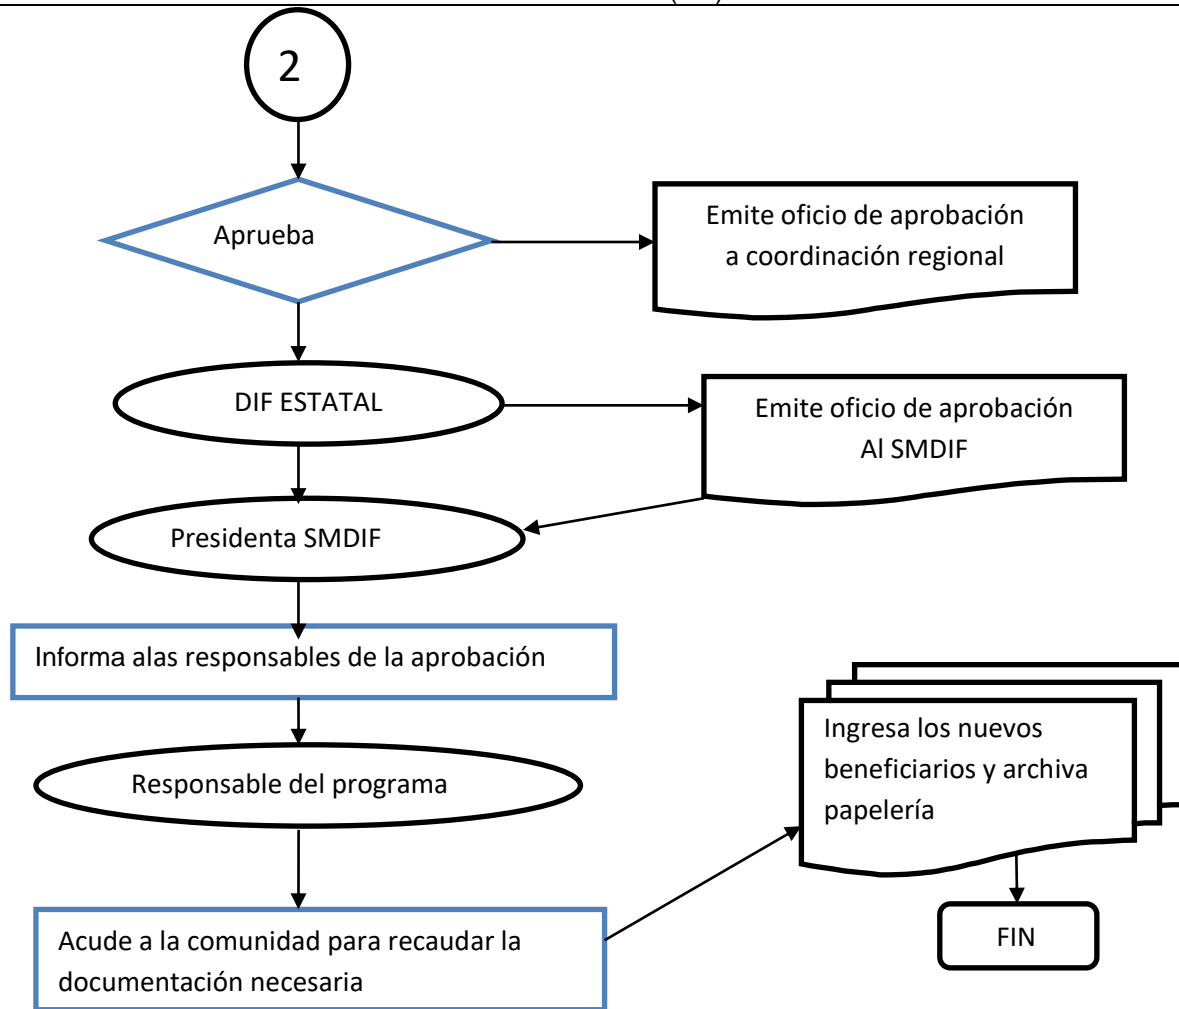 2
Aprueba
Emite oficio de aprobación
a coordinación regional
DIF ESTATAL
Emite oficio de aprobación
Al SMDIF
Presidenta SMDIF
Informa alas responsables de la aprobación
Responsable del programa
Ingresa los nuevos
beneficiarios y archiva
papelería
Acude a la comunidad para recaudar la
documentación necesaria
FIN